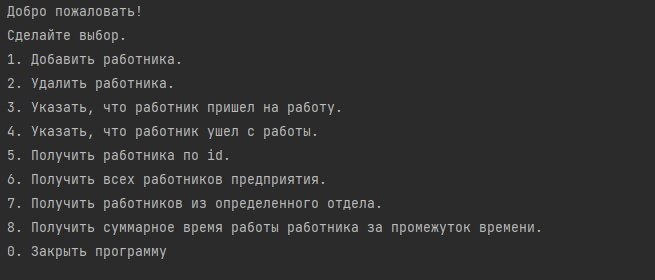 Добро пожаловать!
Сделайте выбор.
1. Добавить работника.
2. Удалить работника.
3. Указать, что работник пришел на работу.
4. Указать, что работник ушел с работы.
5. Получить работника по id.
6. Получить всех работников предприятия.
7. Получить работников из определенного отдела.
8. Получить суммарное время работы работника за промежуток времени.
0. Закрыть программу